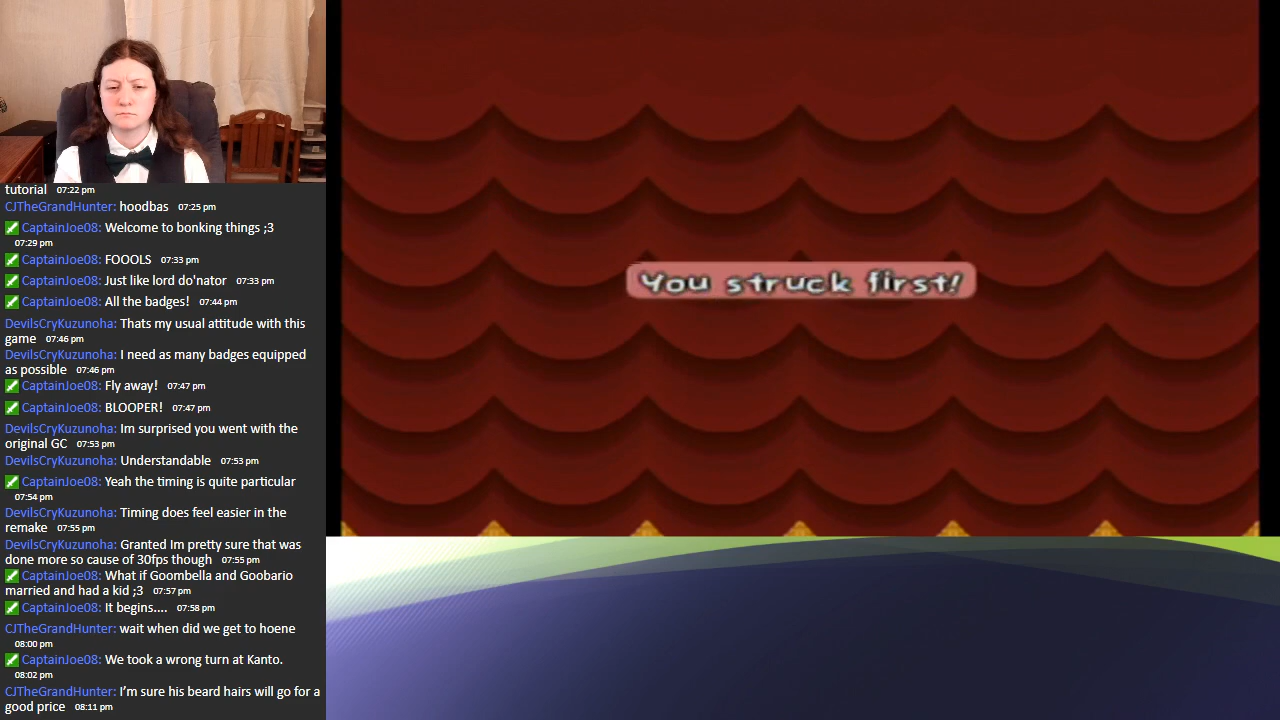 tutorial 07:22 pm
CJTheGrandHunter: hoodbas 07:25 pm
CaptainJoe08: Welcome to bonking things ;3
07:29 pm
CaptainJoe08: FOOOLS 07:33 pm
CaptainJoe08: Just like lord do'nator 07:33 pm
CaptainJoe08: All the badges! 07:44 pm
DevilsCryKuzunoha: Thats my usual attitude with this
game 07:46 pm
DevilsCryKuzunoha: I need as many badges equipped
as possible 07:46 pm
CaptainJoe08: Fly away! 07:47 pm
CaptainJoe08: BLOOPER! 07:47 pm
DevilsCryKuzunoha: Im surprised you went with the
original GC 07:53 pm
DevilsCryKuzunoha: Understandable 07:53 pm
CaptainJoe08: Yeah the timing is quite particular
07:54 pm
DevilsCryKuzunoha: Timing does feel easier in the
remake 07:55 pm
DevilsCryKuzunoha: Granted Im pretty sure that was
done more so cause of 30fps though 07:55 pm
CaptainJoe08: What if Goombella and Goobario
married and had a kid ;3 07:57 pm
CaptainJoe08: It begins.... 07:58 pm
CJTheGrandHunter: wait when did we get to hoene
08:00 pm
CaptainJoe08: We took a wrong turn at Kanto.
08:02 pm
CJTheGrandHunter: I'm sure his beard hairs will go for a
good price 08:11 pm
You struck first!